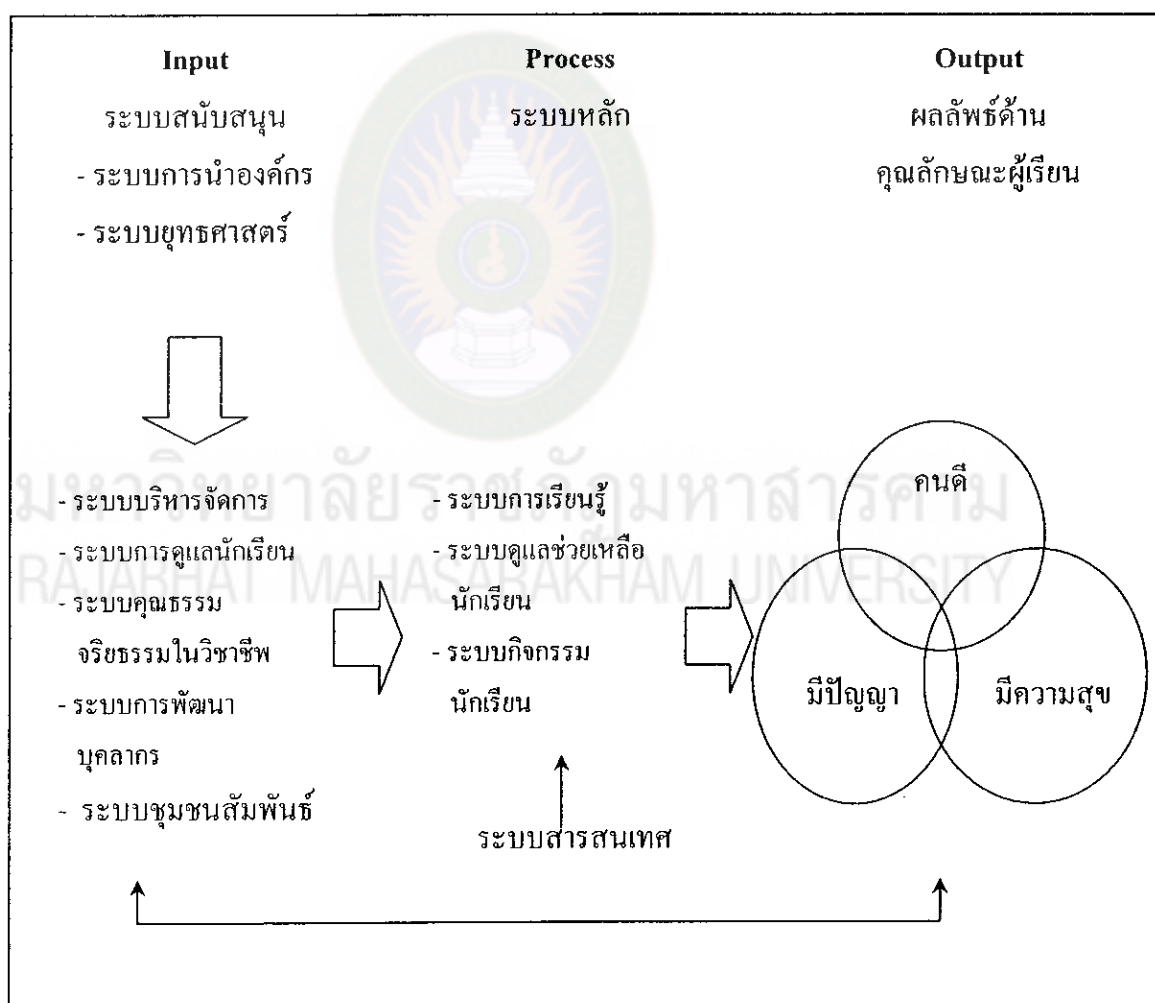 Input
ระบบสนับสนุน
- ระบบการนำองค์กร
- ระบบยุทธศาสตร์
Process
ระบบหลัก
Output
ผลลัพธ์ด้าน
คุณลักษณะผู้เรียน
- ระบบบริหารจัดการ
- ระบบการดูแลนักเรียน
- ระบบคุณธรรม
จริยธรรมในวิชาชีพ
- ระบบการพัฒนา
บุคลากร
- ระบบชุมชนสัมพันธ์
- ระบบการเรียนรู้
- ระบบดูแลช่วยเหลือ
นักเรียน
- ระบบกิจกรรม
นักเรียน
ระบบสารสนเทศ
คนดี
มีปัญญา
มีความสุข
มหาวิทยาลัยราชภัฏมหาสารคาม
RAJABHAT MAHASARAKHAM UNIVERSITY